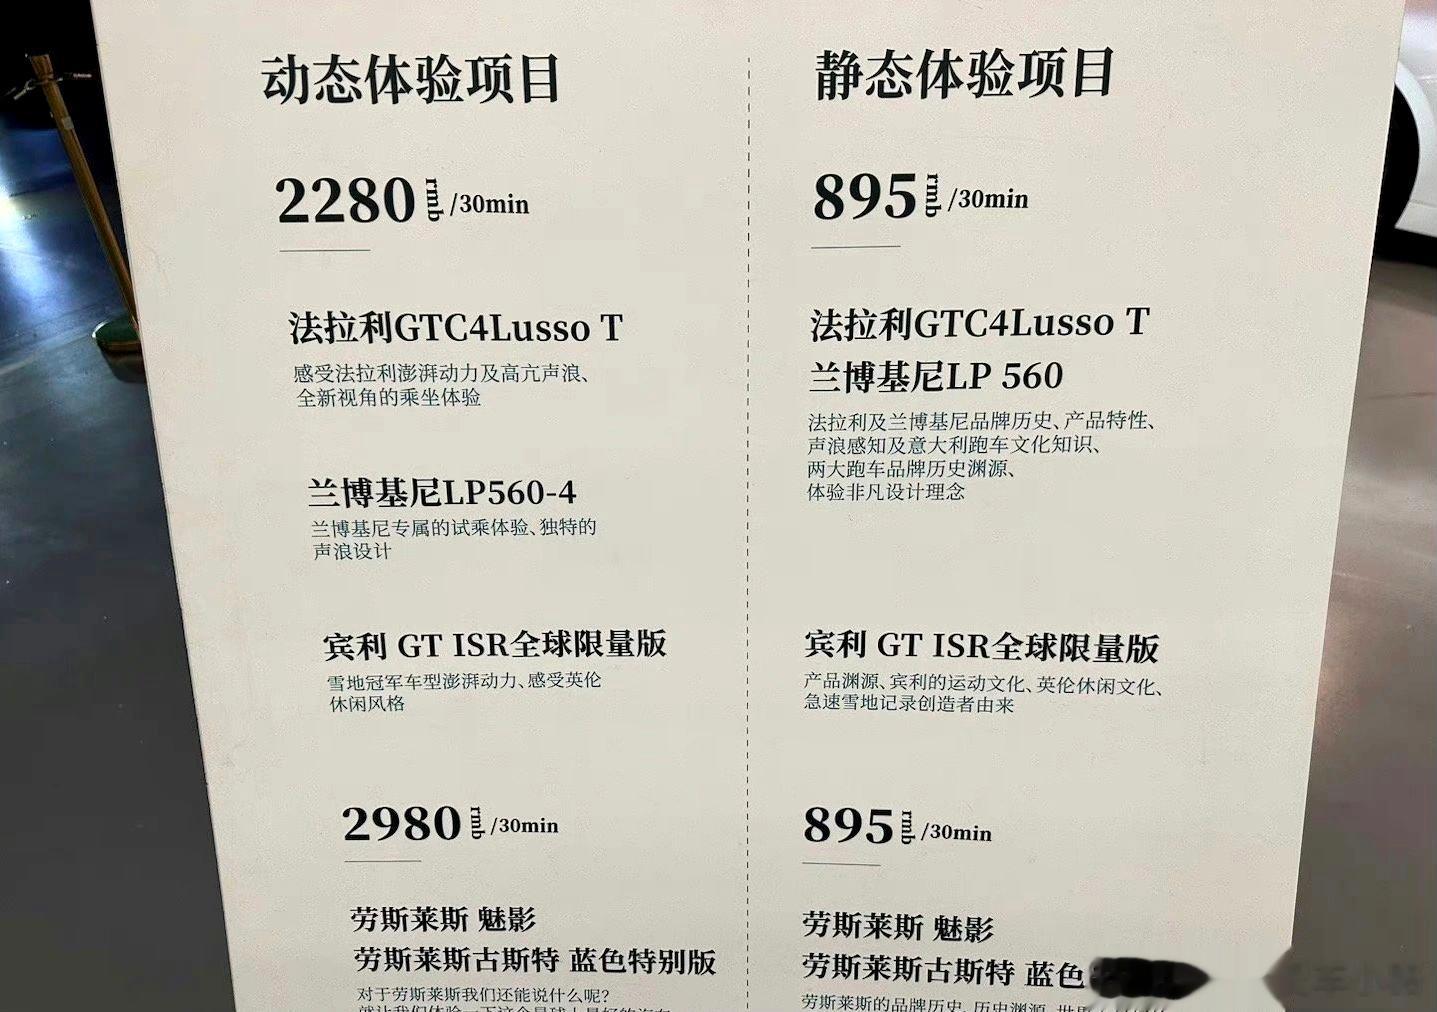 动态体验项目
2280 rmb /30min
法拉利GTC4Lusso T
感受法拉利澎湃动力及高亢声浪、
全新视角的乘坐体验
兰博基尼LP560-4
兰博基尼专属的试乘体验、独特的
声浪设计
宾利 GT ISR全球限量版
雪地冠军车型澎湃动力、感受英伦
休闲风格
2980 rmb /30min
劳斯莱斯 魅影
劳斯莱斯古斯特 蓝色特别版
对于劳斯莱斯我们还能说什么呢?
静态体验项目
895 rmb /30min
法拉利GTC4Lusso T
兰博基尼LP 560
法拉利及兰博基尼品牌历史、产品特性、
声浪感知及意大利跑车文化知识、
两大跑车品牌历史渊源、
体验非凡设计理念
宾利 GT ISR全球限量版
产品渊源、宾利的运动文化、英伦休闲文化、
急速雪地记录创造者由来
895 rmb /30min
劳斯莱斯 魅影
劳斯莱斯古斯特 蓝色
劳斯莱斯的品牌历史、历史渊源、世